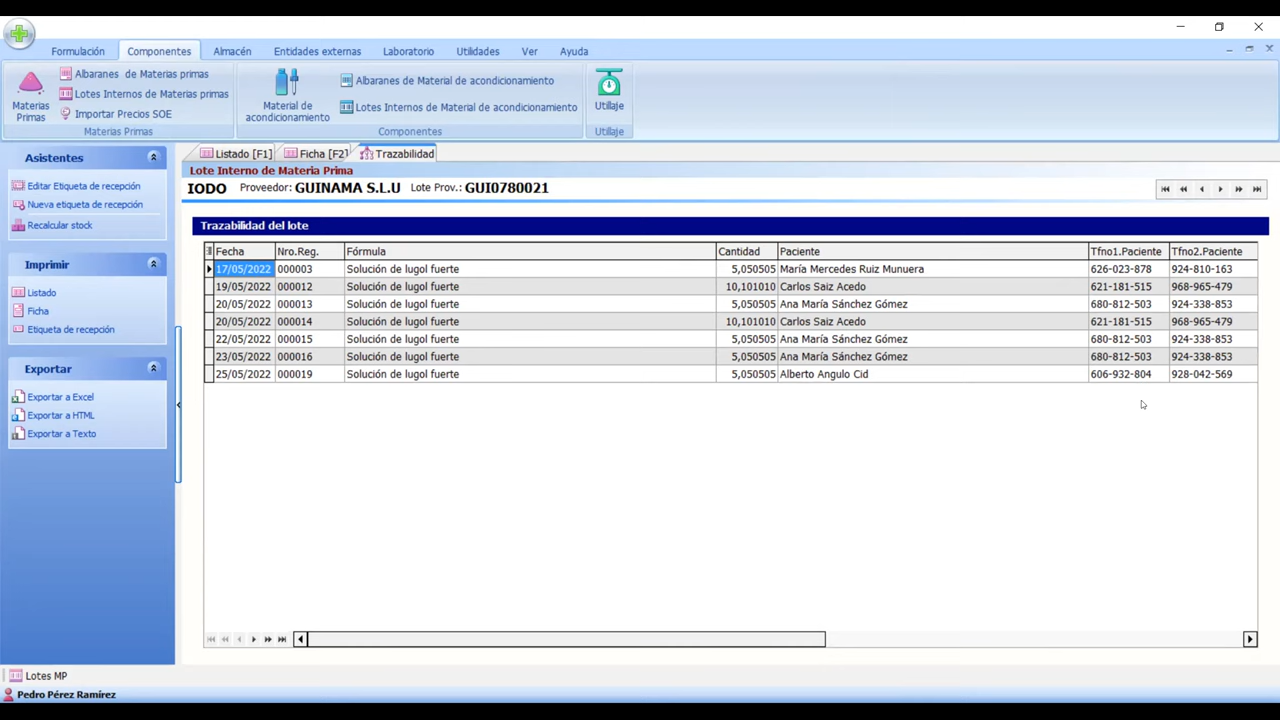 Formulación Componentes Almacén Entidades externas Laboratorio Utilidades Ver Ayuda
Materias Primas
Albaranes de Materias primas
Lotes Internos de Materias primas
Importar Precios SOE
Materias Primas
Material de acondicionamiento
Albaranes de Material de acondicionamiento
Lotes Internos de Material de acondicionamiento
Componentes
Utillaje
Utillaje
Asistentes
Editar Etiqueta de recepción
Nueva etiqueta de recepción
Recalcular stock
Imprimir
Listado
Ficha
Etiqueta de recepción
Exportar
Exportar a Excel
Exportar a HTML
Exportar a Texto
Listado [F1] Ficha [F2] Trazabilidad
Lote Interno de Materia Prima
IODO Proveedor: GUINAMA S.L.U Lote Prov.: GUI0780021
Trazabilidad del lote
Fecha Nro.Reg. Fórmula Cantidad Paciente Tfno1.Paciente Tfno2.Paciente
17/05/2022 000003 Solución de lugol fuerte 5,050505 María Mercedes Ruiz Munuera 626-023-878 924-810-163
19/05/2022 000012 Solución de lugol fuerte 10,101010 Carlos Saiz Acedo 621-181-515 968-965-479
20/05/2022 000013 Solución de lugol fuerte 5,050505 Ana María Sánchez Gómez 680-812-503 924-338-853
20/05/2022 000014 Solución de lugol fuerte 10,101010 Carlos Saiz Acedo 621-181-515 968-965-479
22/05/2022 000015 Solución de lugol fuerte 5,050505 Ana María Sánchez Gómez 680-812-503 924-338-853
23/05/2022 000016 Solución de lugol fuerte 5,050505 Ana María Sánchez Gómez 680-812-503 924-338-853
25/05/2022 000019 Solución de lugol fuerte 5,050505 Alberto Angulo Cid 606-932-804 928-042-569
Lotes MP
Pedro Pérez Ramírez